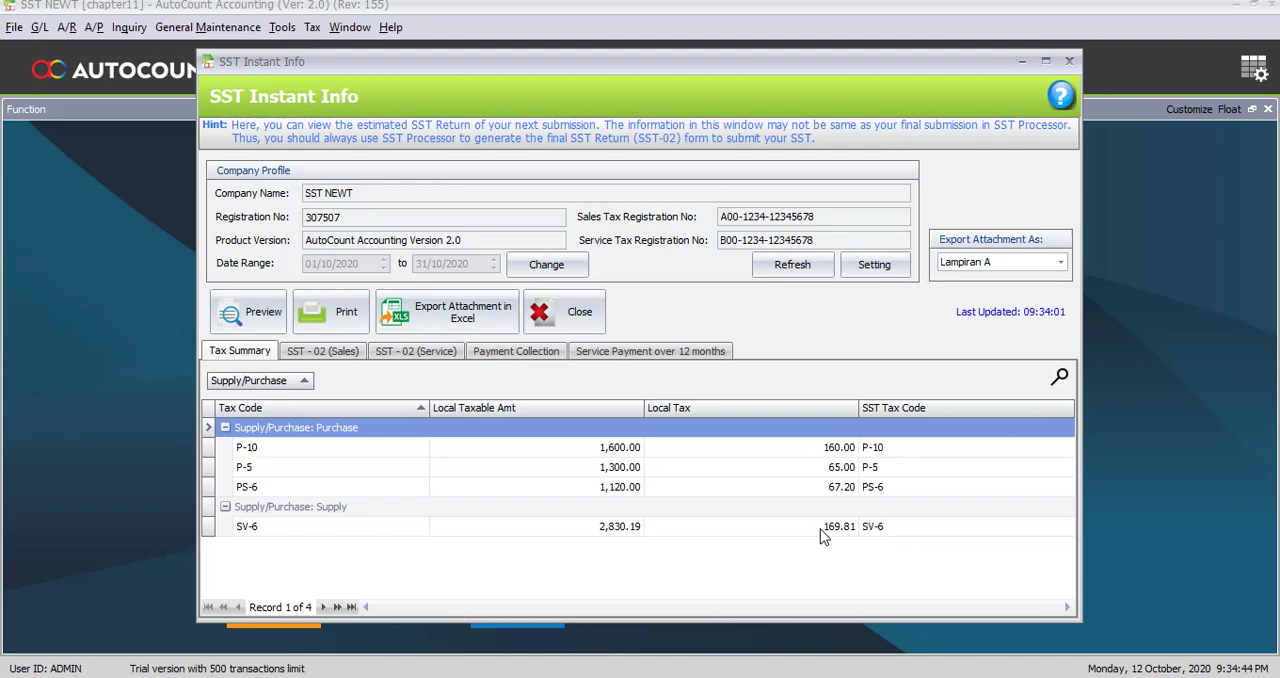 SST NEWT [chapter11] - AutoCount Accounting (Ver: 2.0) (Rev: 155)
File G/L A/R A/P Inquiry General Maintenance Tools Tax Window Help
AUTOCOUN
Function
Customize Float
SST Instant Info
SST Instant Info
Hint: Here, you can view the estimated SST Return of your next submission. The information in this window may not be same as your final submission in SST Processor.
Thus, you should always use SST Processor to generate the final SST Return (SST-02) form to submit your SST.
Company Profile
Company Name: SST NEWT
Registration No: 307507 Sales Tax Registration No: A00-1234-12345678
Product Version: AutoCount Accounting Version 2.0 Service Tax Registration No: B00-1234-12345678
Date Range: 01/10/2020 to 31/10/2020 Change Refresh Setting
Export Attachment As:
Lampiran A
Preview Print Export Attachment in Excel Close
Last Updated: 09:34:01
Tax Summary SST - 02 (Sales) SST - 02 (Service) Payment Collection Service Payment over 12 months
Supply/Purchase
Tax Code Local Taxable Amt Local Tax SST Tax Code
Supply/Purchase: Purchase
P-10 1,600.00 160.00 P-10
P-5 1,300.00 65.00 P-5
PS-6 1,120.00 67.20 PS-6
Supply/Purchase: Supply
SV-6 2,830.19 169.81 SV-6
Record 1 of 4
User ID: ADMIN Trial version with 500 transactions limit Monday, 12 October, 2020 9:34:44 PM